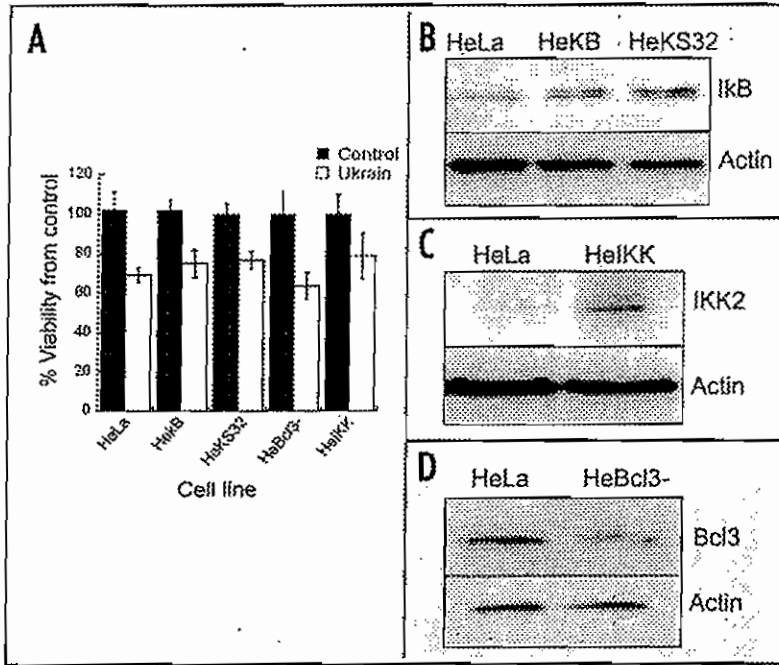 A
Control
Ukrain
120
100
80
60
40
20
0
% Viability from control
HeLa
HeKB
HeKS32
HeBcl3-
HeIKK
Cell line
B
HeLa HeKB HeKS32
IkB
Actin
C
HeLa HeIKK
IKK2
Actin
D
HeLa HeBcl3-
Bcl3
Actin